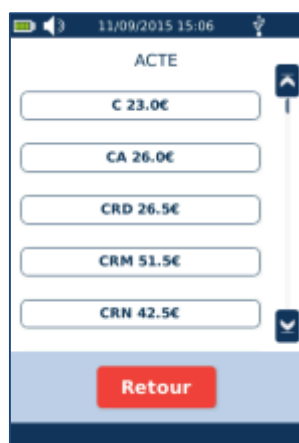 11/09/2015 15:06
ACTE
C 23.0€
CA 26.0€
CRD 26.5€
CRM 51.5€
CRN 42.5€
Retour